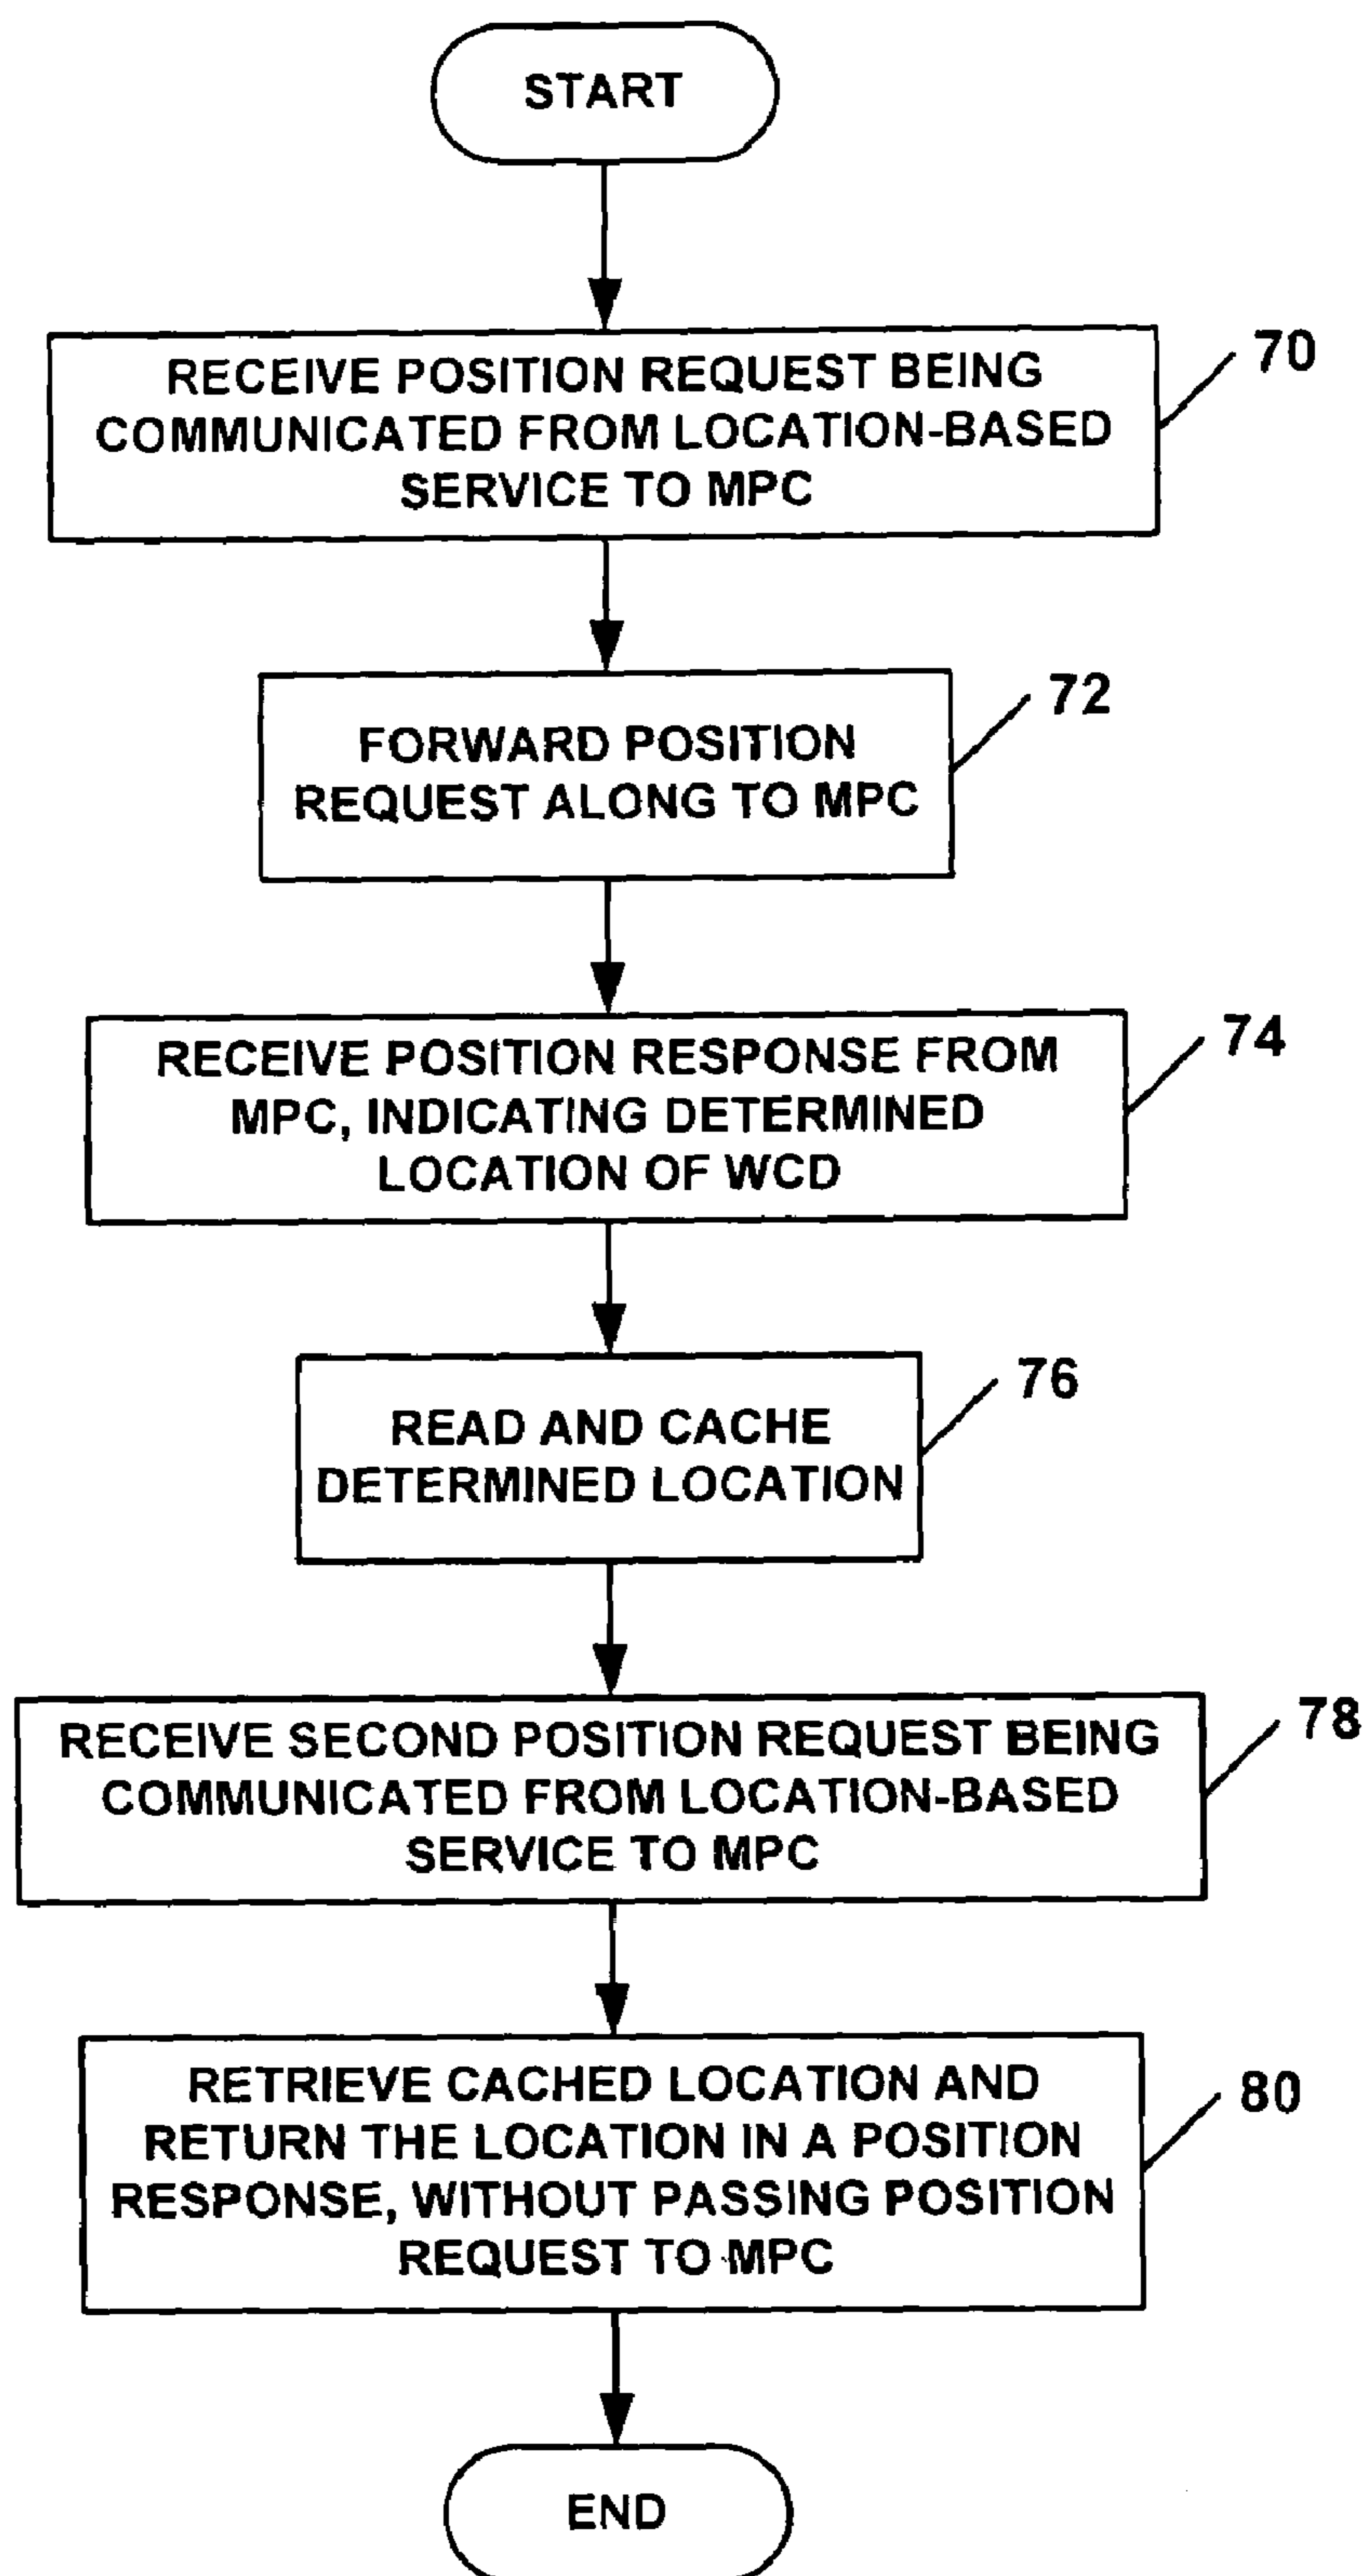 START
RECEIVE POSITION REQUEST BEING
COMMUNICATED FROM LOCATION-BASED
SERVICE TO MPC
70
FORWARD POSITION
REQUEST ALONG TO MPC
72
RECEIVE POSITION RESPONSE FROM
MPC, INDICATING DETERMINED
LOCATION OF WCD
74
READ AND CACHE
DETERMINED LOCATION
76
RECEIVE SECOND POSITION REQUEST BEING
COMMUNICATED FROM LOCATION-BASED
SERVICE TO MPC
78
RETRIEVE CACHED LOCATION AND
RETURN THE LOCATION IN A POSITION
RESPONSE, WITHOUT PASSING POSITION
REQUEST TO MPC
80
END